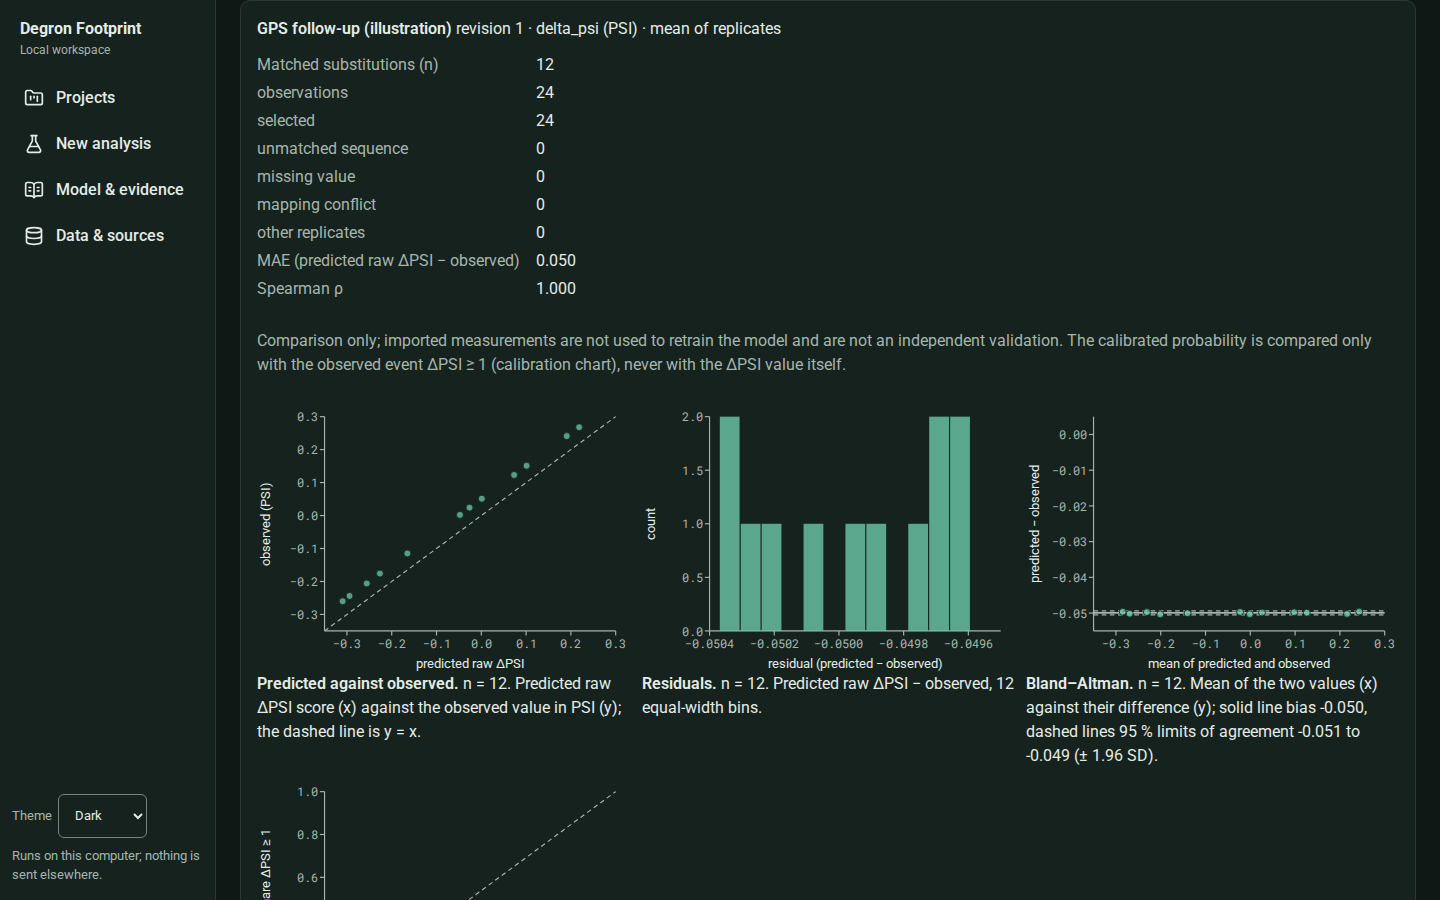 Degron Footprint
Local workspace
Projects
New analysis
Model & evidence
Data & sources
Theme
Dark
Runs on this computer; nothing is
sent elsewhere.
GPS follow-up (illustration) revision 1 · delta_psi (PSI) · mean of replicates
Matched substitutions (n) 12
observations 24
selected 24
unmatched sequence 0
missing value 0
mapping conflict 0
other replicates 0
MAE (predicted raw ΔPSI − observed) 0.050
Spearman ρ 1.000
Comparison only; imported measurements are not used to retrain the model and are not an independent validation. The calibrated probability is compared only
with the observed event ΔPSI ≥ 1 (calibration chart), never with the ΔPSI value itself.
observed (PSI)
0.3
0.2
0.1
0.0
−0.1
−0.2
−0.3
−0.3 −0.2 −0.1 0.0 0.1 0.2 0.3
predicted raw ΔPSI
Predicted against observed. n = 12. Predicted raw
ΔPSI score (x) against the observed value in PSI (y);
the dashed line is y = x.
count
2.0
1.5
1.0
0.5
0.0
−0.0504 −0.0502 −0.0500 −0.0498 −0.0496
residual (predicted − observed)
Residuals. n = 12. Predicted raw ΔPSI − observed, 12
equal-width bins.
predicted − observed
0.00
−0.01
−0.02
−0.03
−0.04
−0.05
−0.3 −0.2 −0.1 0.0 0.1 0.2 0.3
mean of predicted and observed
Bland–Altman. n = 12. Mean of the two values (x)
against their difference (y); solid line bias -0.050,
dashed lines 95 % limits of agreement -0.051 to
-0.049 (± 1.96 SD).
are ΔPSI ≥ 1
1.0
0.8
0.6